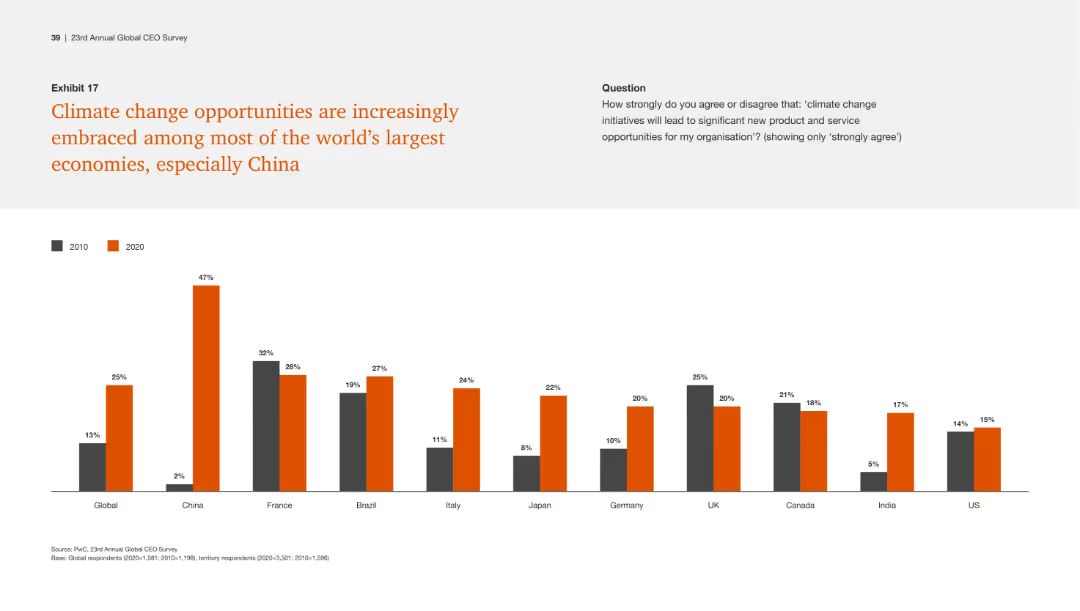 39 | 23rd Annual Global CEO Survey
Exhibit 17
Climate change opportunities are increasingly
embraced among most of the world's largest
economies, especially China
Question
How strongly do you agree or disagree that: 'climate change
initiatives will lead to significant new product and service
opportunities for my organisation'? (showing only 'strongly agree')
2010 2020
47%
32% 28%
25% 25%
27%
24%
22%
21%
20% 20%
19%
18%
17%
15%
14%
13%
11%
10%
8%
5%
2%
Global China France Brazil Italy Japan Germany UK Canada India US
Source: PwC, 23rd Annual Global CEO Survey
Base: Global respondents (2020=1,581; 2010=1,198), territory respondents (2020=3,501; 2010=1,596)